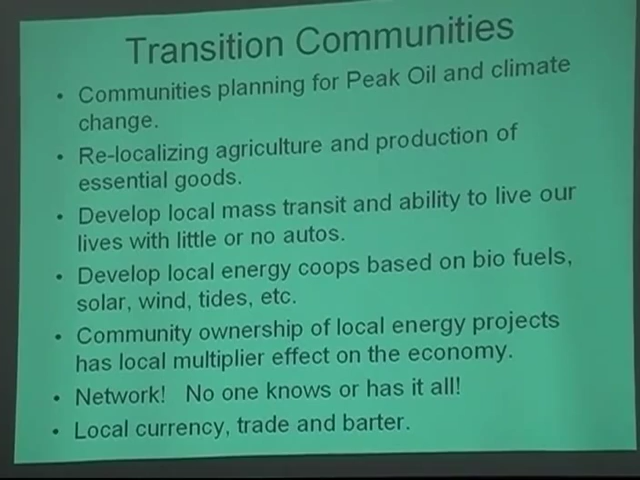 Transition Communities
• Communities planning for Peak Oil and climate
change.
• Re-localizing agriculture and production of
essential goods.
• Develop local mass transit and ability to live our
lives with little or no autos.
• Develop local energy coops based on bio fuels,
solar, wind, tides, etc.
• Community ownership of local energy projects
has local multiplier effect on the economy.
• Network! No one knows or has it all!
• Local currency, trade and barter.